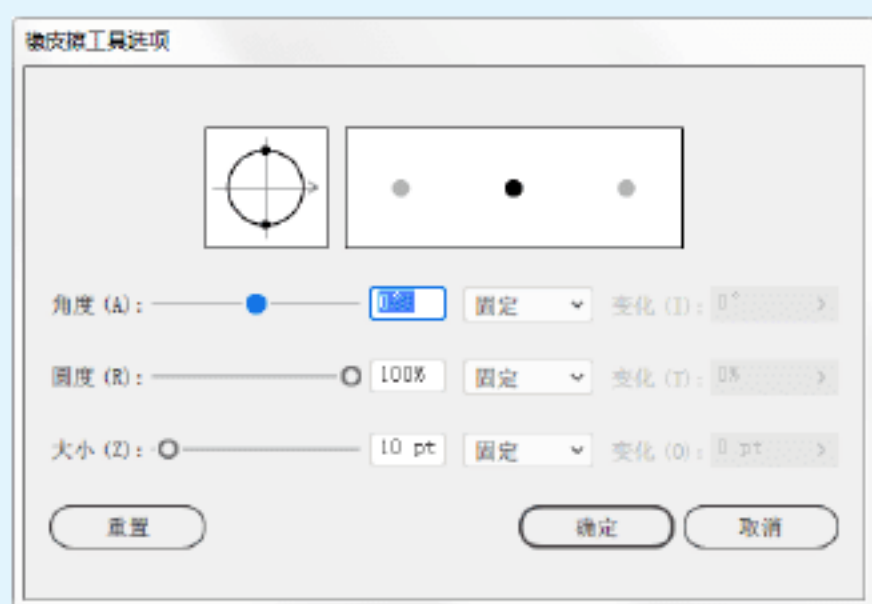 橡皮擦工具选项
角度 (A): 0° 固定 变化 (I): 0°
圆度 (R): 100% 固定 变化 (T): 0%
大小 (Z): 10 pt 固定 变化 (O): 0 pt
重置 确定 取消